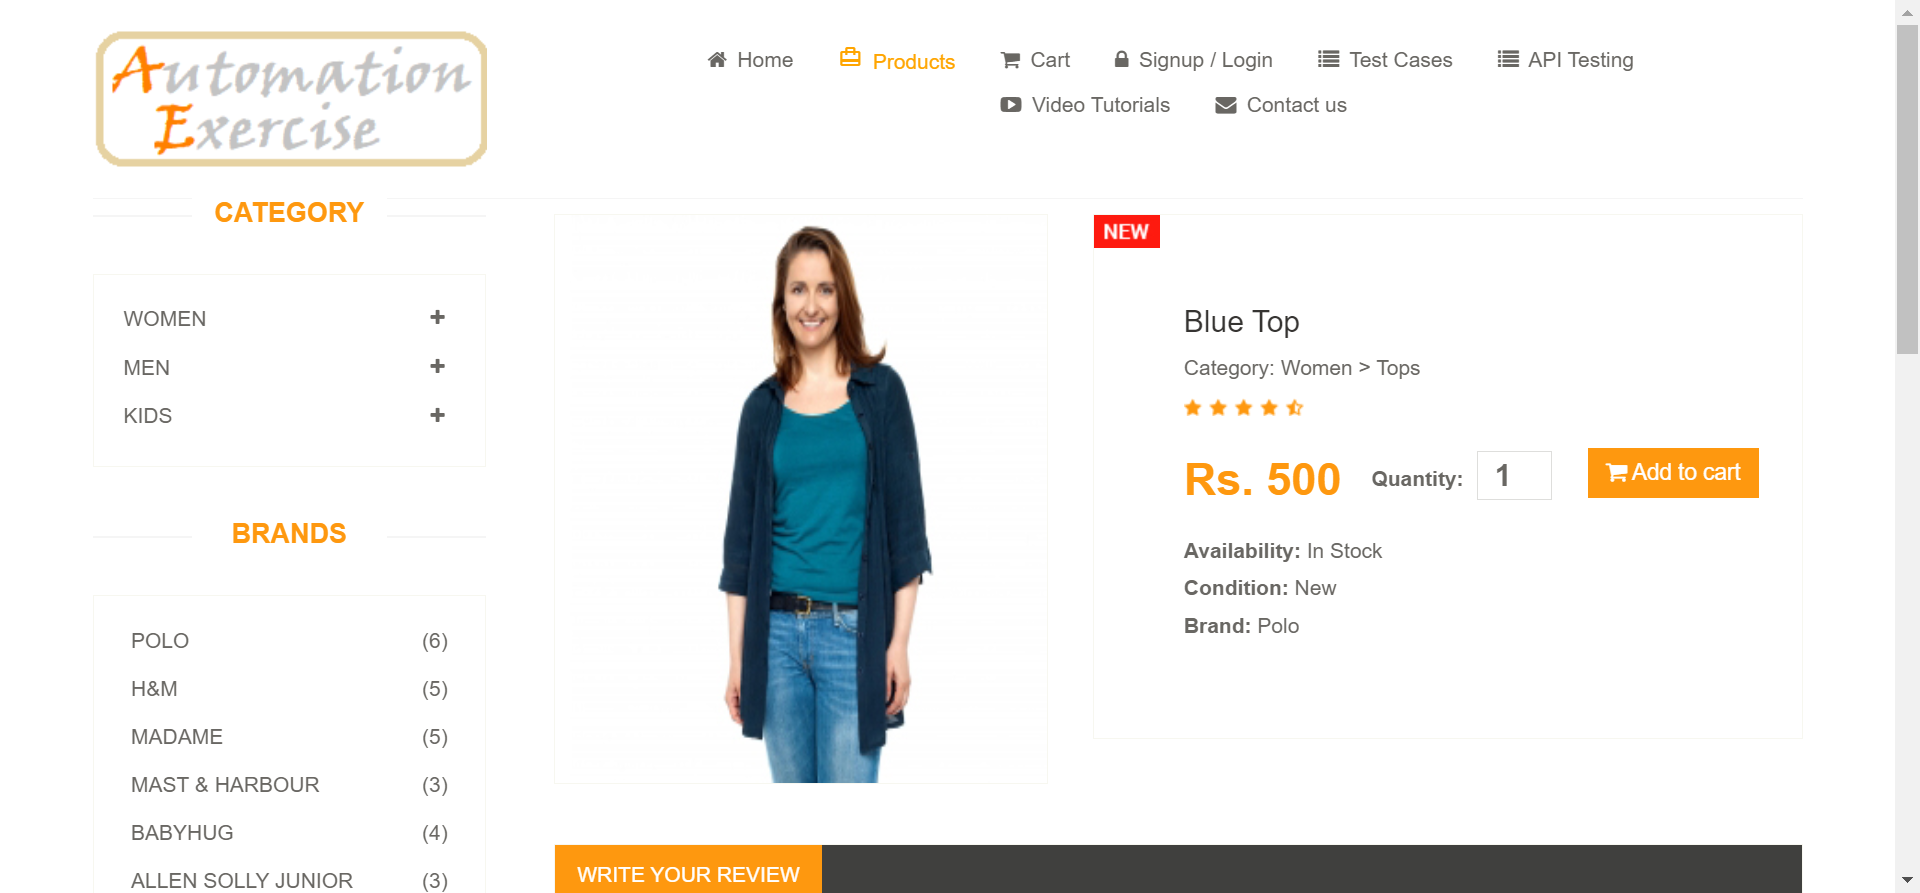 Automation
Exercise
Home
Products
Cart
Signup / Login
Test Cases
API Testing
Video Tutorials
Contact us
CATEGORY
WOMEN
MEN
KIDS
BRANDS
POLO (6)
H&M (5)
MADAME (5)
MAST & HARBOUR (3)
BABYHUG (4)
ALLEN SOLLY JUNIOR (3)
NEW
Blue Top
Category: Women > Tops
Rs. 500 Quantity: 1 Add to cart
Availability: In Stock
Condition: New
Brand: Polo
WRITE YOUR REVIEW